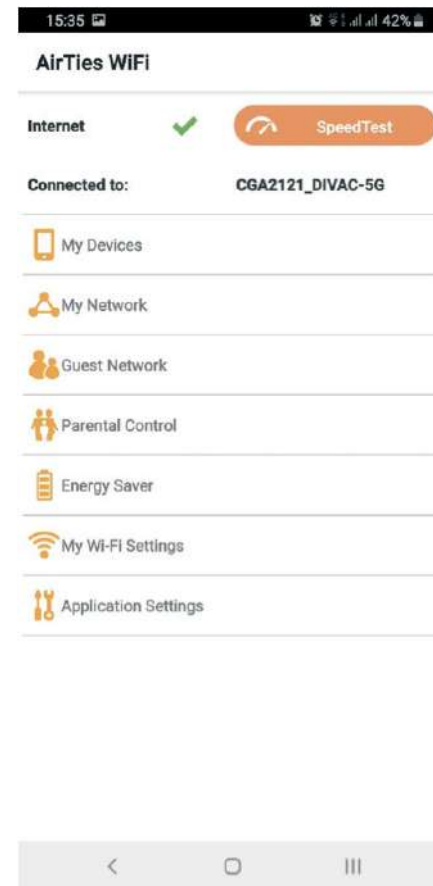 15:35 42%
AirTies WiFi
Internet SpeedTest
Connected to: CGA2121_DIVAC-5G
My Devices
My Network
Guest Network
Parental Control
Energy Saver
My Wi-Fi Settings
Application Settings